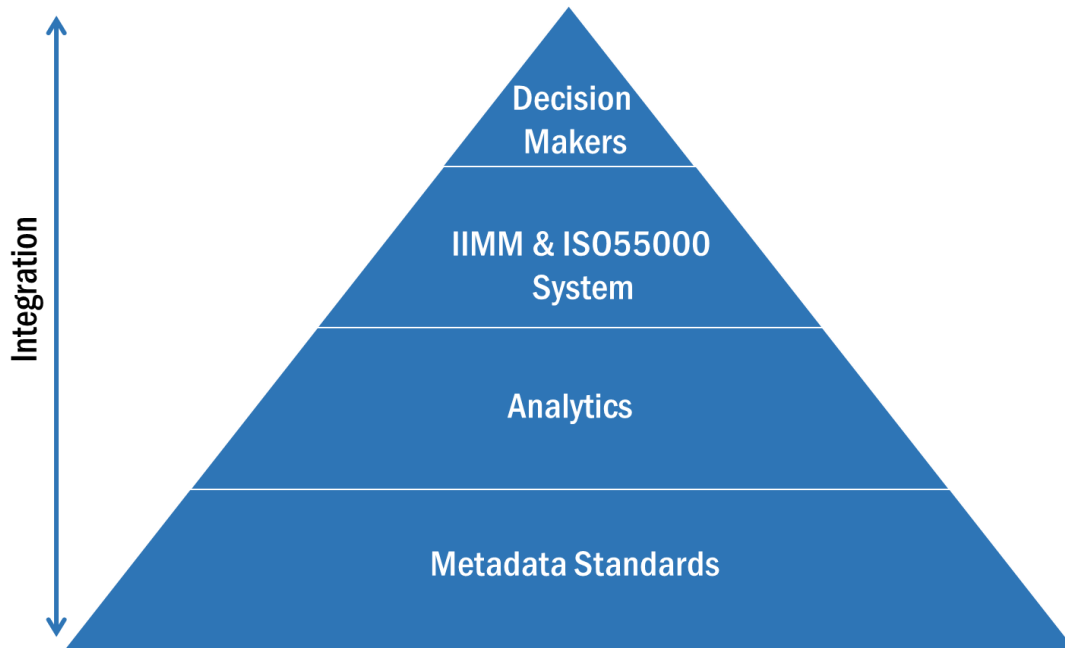 Decision
Makers
IIMM & ISO55000
System
Integration
Analytics
Metadata Standards